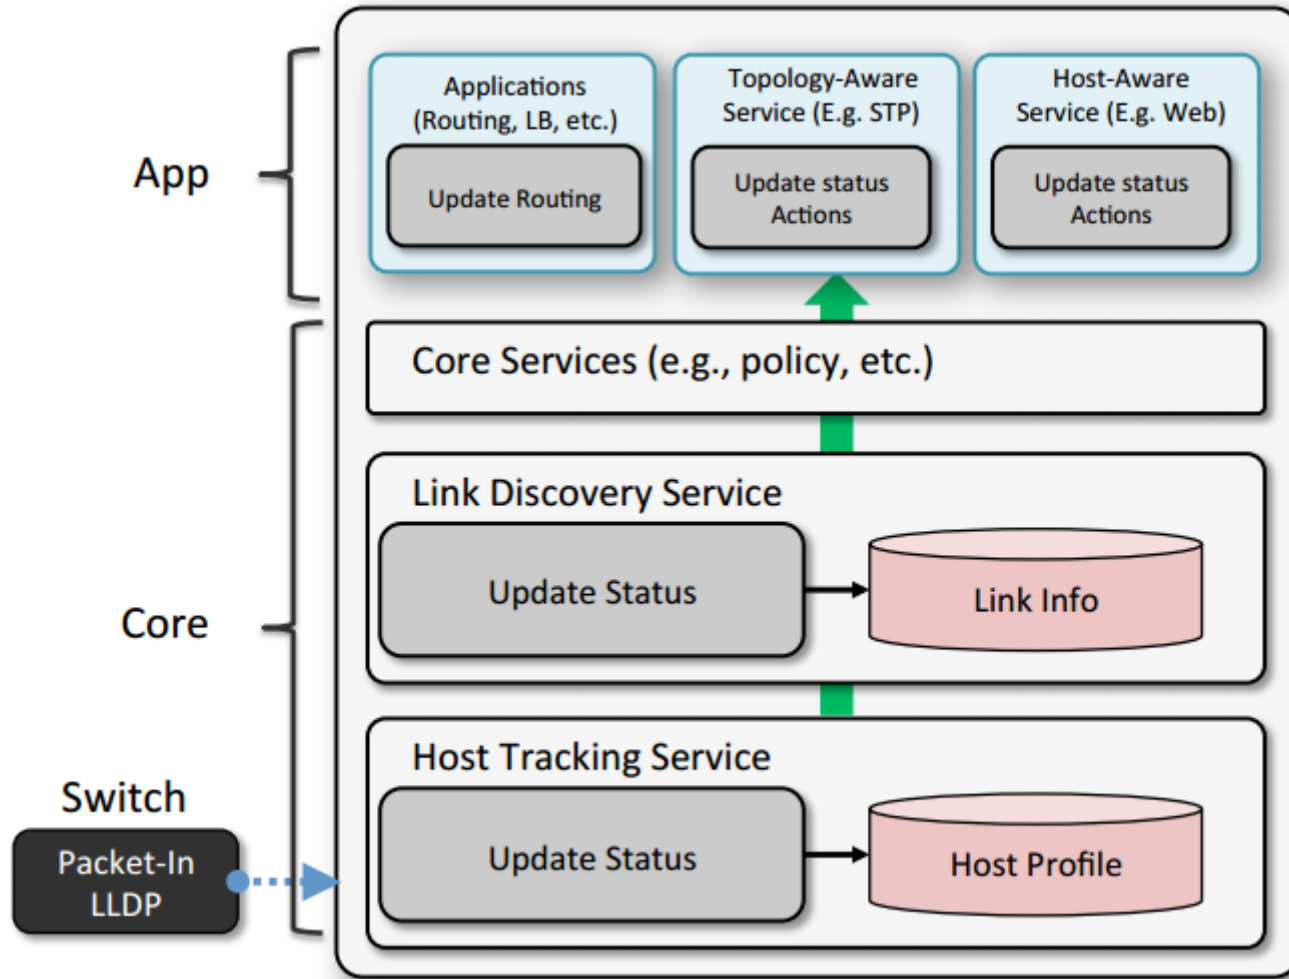 App
Applications
(Routing, LB, etc.)
Update Routing
Topology-Aware
Service (E.g. STP)
Update status
Actions
Host-Aware
Service (E.g. Web)
Update status
Actions
Core
Core Services (e.g., policy, etc.)
Link Discovery Service
Update Status
Link Info
Host Tracking Service
Update Status
Host Profile
Switch
Packet-In
LLDP